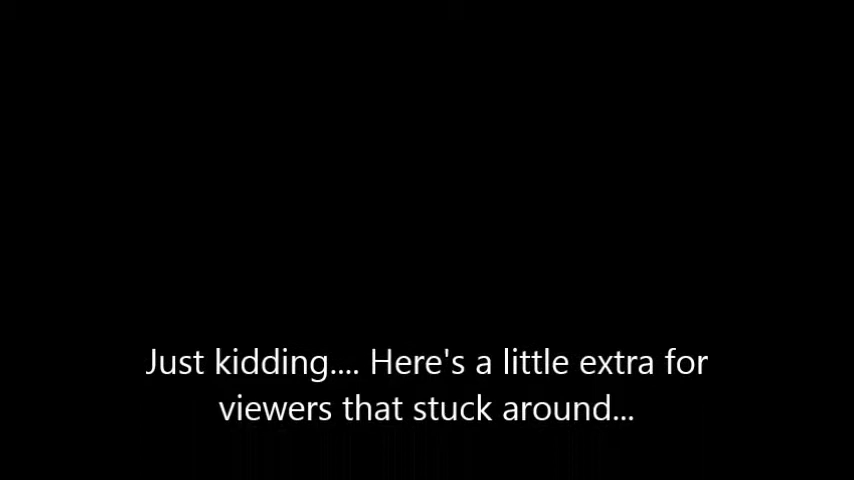 Just kidding.... Here's a little extra for
viewers that stuck around...